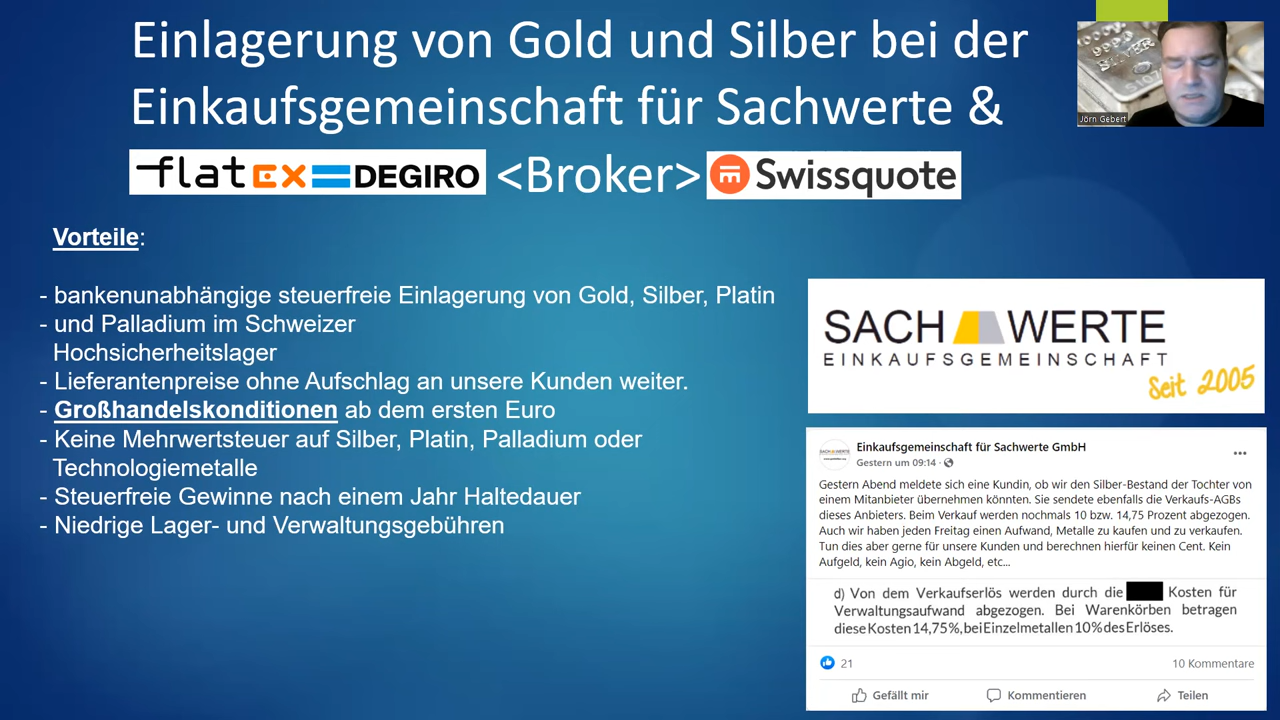 Einlagerung von Gold und Silber bei der
Einkaufsgemeinschaft für Sachwerte &
flatex=DEGIRO <Broker> Swissquote
9999
SILVER
Jörn Gebert
Vorteile:
- bankenunabhängige steuerfreie Einlagerung von Gold, Silber, Platin
- und Palladium im Schweizer
Hochsicherheitslager
- Lieferantenpreise ohne Aufschlag an unsere Kunden weiter.
- Großhandelskonditionen ab dem ersten Euro
- Keine Mehrwertsteuer auf Silber, Platin, Palladium oder
Technologiemetalle
- Steuerfreie Gewinne nach einem Jahr Haltedauer
- Niedrige Lager- und Verwaltungsgebühren
SACHWERTE
EINKAUFSGEMEINSCHAFT
Seit 2005
Einkaufsgemeinschaft für Sachwerte GmbH
Gestern um 09:14 ·
Gestern Abend meldete sich eine Kundin, ob wir den Silber-Bestand der Tochter von
einem Mitanbieter übernehmen könnten. Sie sendete ebenfalls die Verkaufs-AGBs
dieses Anbieters. Beim Verkauf werden nochmals 10 bzw. 14,75 Prozent abgezogen.
Auch wir haben jeden Freitag einen Aufwand, Metalle zu kaufen und zu verkaufen.
Tun dies aber gerne für unsere Kunden und berechnen hierfür keinen Cent. Kein
Aufgeld, kein Agio, kein Abgeld, etc...
d) Von dem Verkaufserlös werden durch die Kosten für
Verwaltungsaufwand abgezogen. Bei Warenkörben betragen
diese Kosten 14,75%, bei Einzelmetallen 10% des Erlöses.
21
10 Kommentare
Gefällt mir
Kommentieren
Teilen